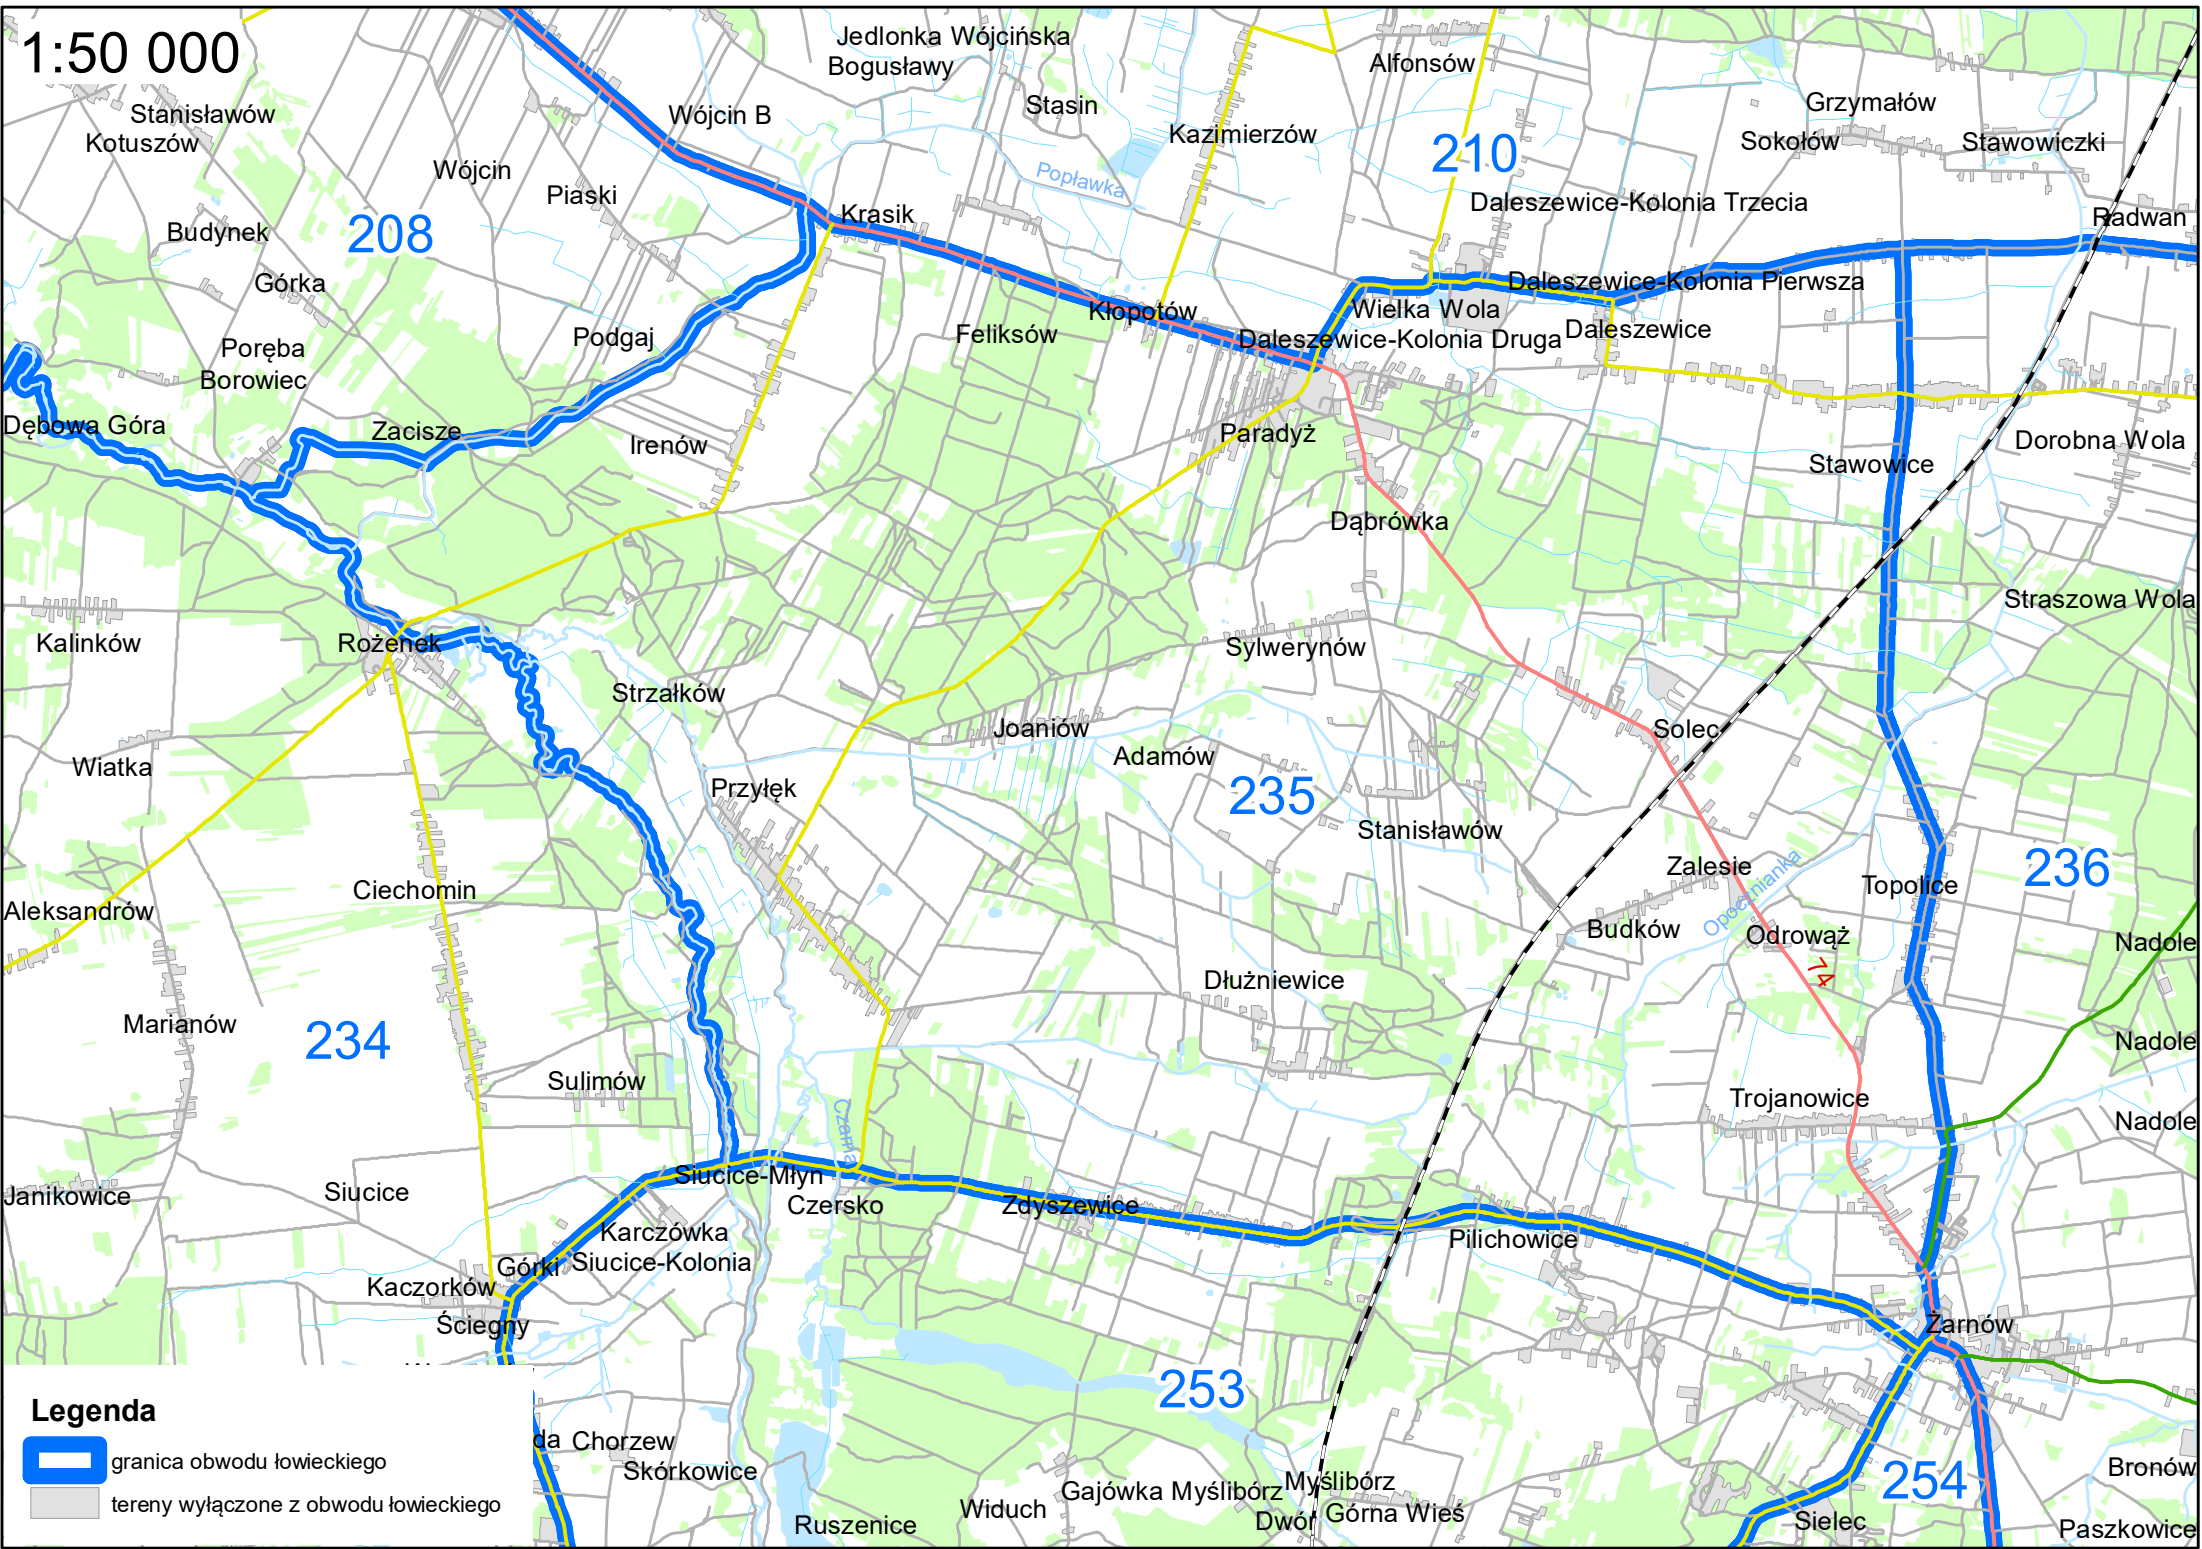 1:50 000
Jedlonka Wójcińska
Bogusławy
Alfonsów
Stanisławów
Kotuszów
Wójcin B
Stasin
Kazimierzów
210
Grzymałów
Sokołów
Stawowiczki
Wójcin
Piaski
Popławka
Daleszewice-Kolonia Trzecia
Krasik
Radwan
Budynek
208
Górka
Daleszewice-Kolonia Pierwsza
Kłopotów
Wielka Wola
Podgaj
Feliksów
Daleszewice-Kolonia Druga
Daleszewice
Poręba
Borowiec
Dębowa Góra
Zacisze
Irenów
Paradyż
Dorobna Wola
Stawowice
Dąbrówka
Straszowa Wola
Kalinków
Rożenek
Sylwerynów
Strzałków
Joaniów
Solec
Wiatka
Adamów
Przyłęk
235
Stanisławów
Zalesie
236
Ciechomin
Topolice
Aleksandrów
Opocznianka
Budków
Odrowąż
Nadole
74
Dłużniewice
Marianów
234
Nadole
Sulimów
Trojanowice
Czarna
Nadole
Siucice-Młyn
Janikowice
Siucice
Czersko
Zdyszewice
Karczówka
Pilichowice
Górki
Siucice-Kolonia
Kaczorków
Ściegny
Żarnów
253
Legenda
granica obwodu łowieckiego
tereny wyłączone z obwodu łowieckiego
da
Chorzew
Skórkowice
Gajówka Myślibórz
Myślibórz
Dwór
Górna Wieś
Widuch
Ruszenice
254
Bronów
Sielec
Paszkowice